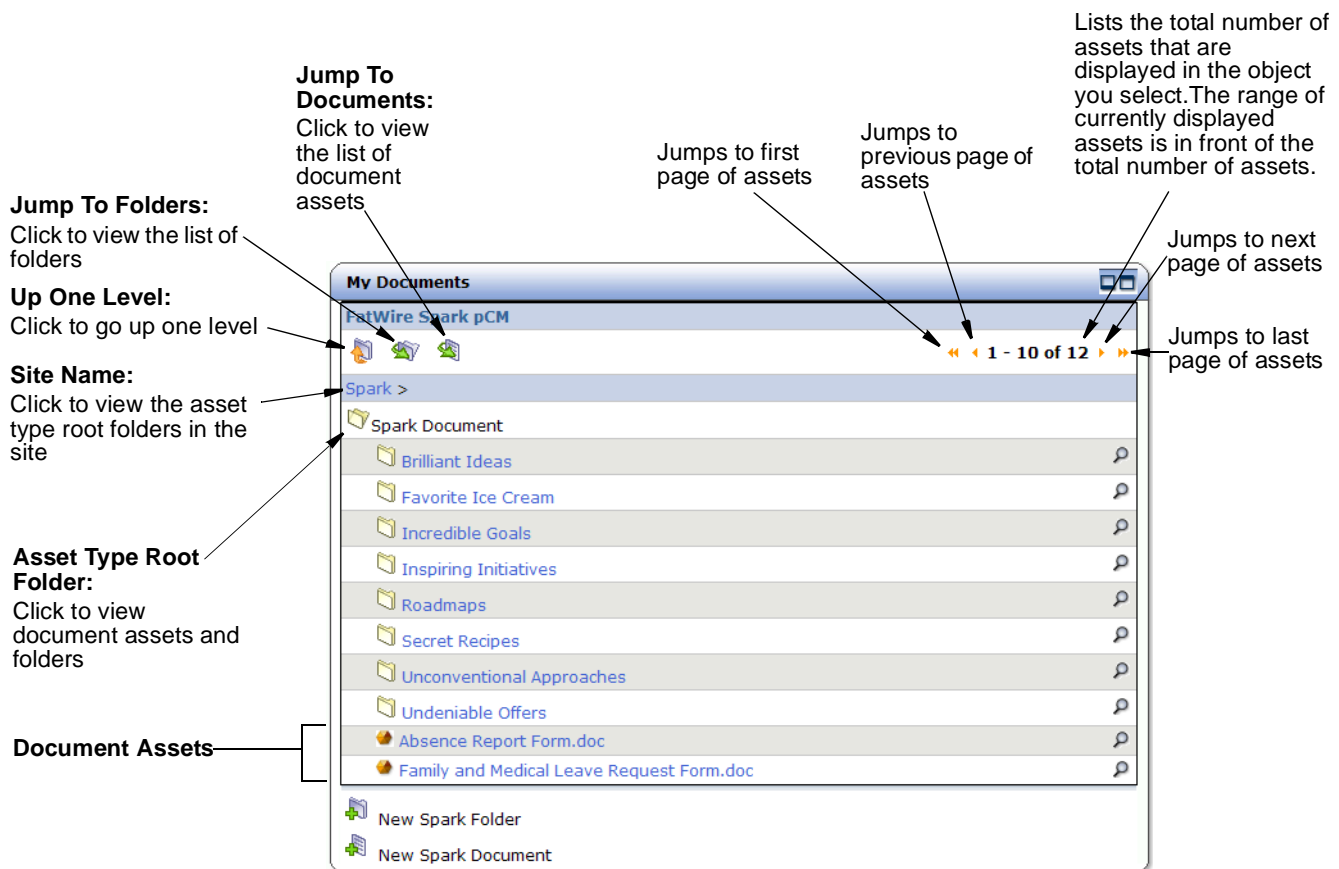 Lists the total number of
assets that are
displayed in the object
you select.The range of
currently displayed
assets is in front of the
total number of assets.
Jump To
Documents:
Click to view
the list of
document
assets
Jumps to first
page of assets
Jumps to
previous page of
assets
Jumps to next
page of assets
Jumps to last
page of assets
Jump To Folders:
Click to view the list of
folders
Up One Level:
Click to go up one level
Site Name:
Click to view the asset
type root folders in the
site
Asset Type Root
Folder:
Click to view
document assets and
folders
Document Assets
My Documents
FatWire Spark pCM
1 - 10 of 12
Spark >
Spark Document
Brilliant Ideas
Favorite Ice Cream
Incredible Goals
Inspiring Initiatives
Roadmaps
Secret Recipes
Unconventional Approaches
Undeniable Offers
Absence Report Form.doc
Family and Medical Leave Request Form.doc
New Spark Folder
New Spark Document